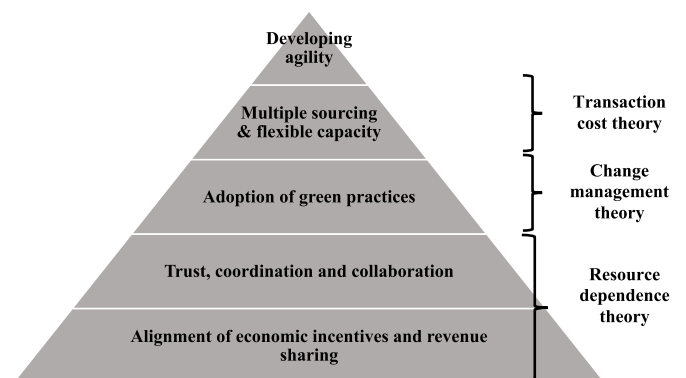 Developing
agility
Multiple sourcing
& flexible capacity
Adoption of green practices
Trust, coordination and collaboration
Alignment of economic incentives and revenue
sharing
Transaction
cost theory
Change
management
theory
Resource
dependence
theory